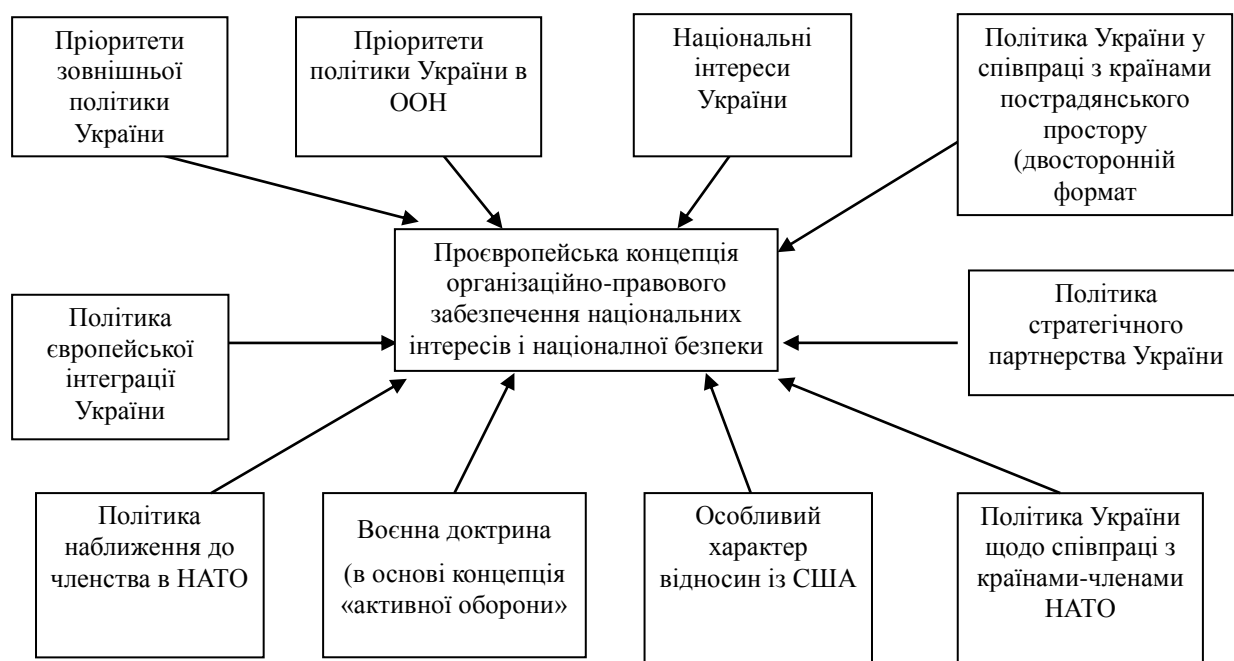 Пріоритети
зовнішньої
політики
України
Пріоритети
політики України в
ООН
Національні
інтереси
України
Політика України у
співпраці з країнами
пострадянського
простору
(двосторонній
формат
Проєвропейська концепція
організаційно-правового
забезпечення національних
інтересів і націоналної безпеки
Політика
європейської
інтеграції
України
Політика
стратегічного
партнерства України
Політика
наближення до
членства в НАТО
Воєнна доктрина
(в основі концепція
«активної оборони»
Особливий
характер
відносин із США
Політика України
щодо співпраці з
країнами-членами
НАТО